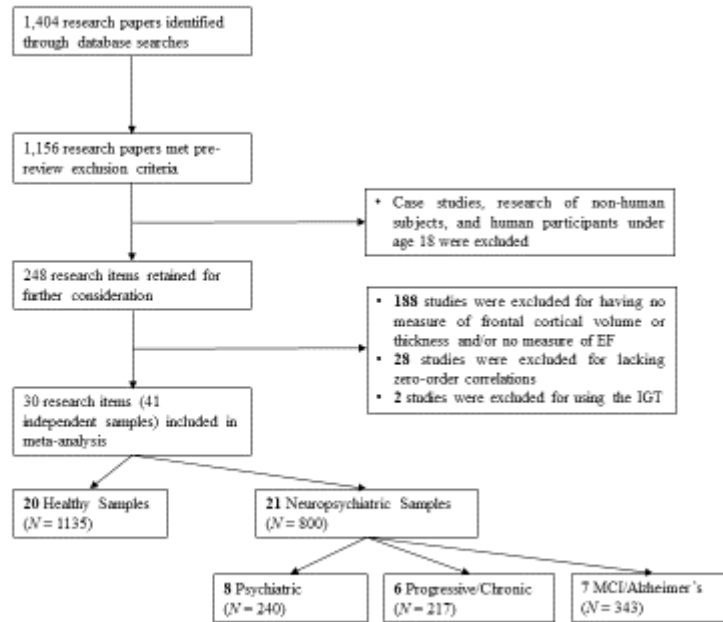 1,404 research papers identified
through database searches
1,156 research papers met pre-
review exclusion criteria
• Case studies, research of non-human
subjects, and human participants under
age 18 were excluded
248 research items retained for
further consideration
• 188 studies were excluded for having no
measure of frontal cortical volume or
thickness and/or no measure of EF
• 28 studies were excluded for lacking
zero-order correlations
• 2 studies were excluded for using the IGT
30 research items (41
independent samples) included in
meta-analysis
20 Healthy Samples
(N = 1135)
21 Neuropsychiatric Samples
(N = 800)
8 Psychiatric
(N = 240)
6 Progressive/Chronic
(N = 217)
7 MCI/Alzheimer's
(N = 343)